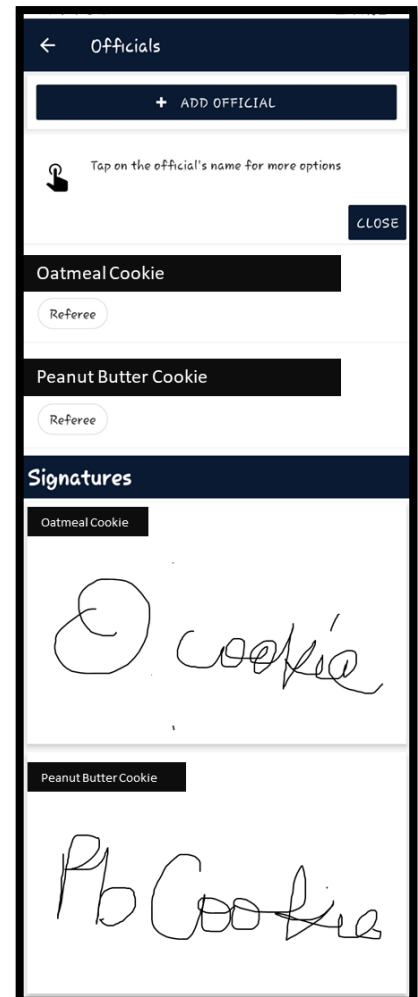 Officials
+ ADD OFFICIAL
Tap on the official's name for more options
CLOSE
Oatmeal Cookie
Referee
Peanut Butter Cookie
Referee
Signatures
Oatmeal Cookie
O cookie
Peanut Butter Cookie
Pb Cookie